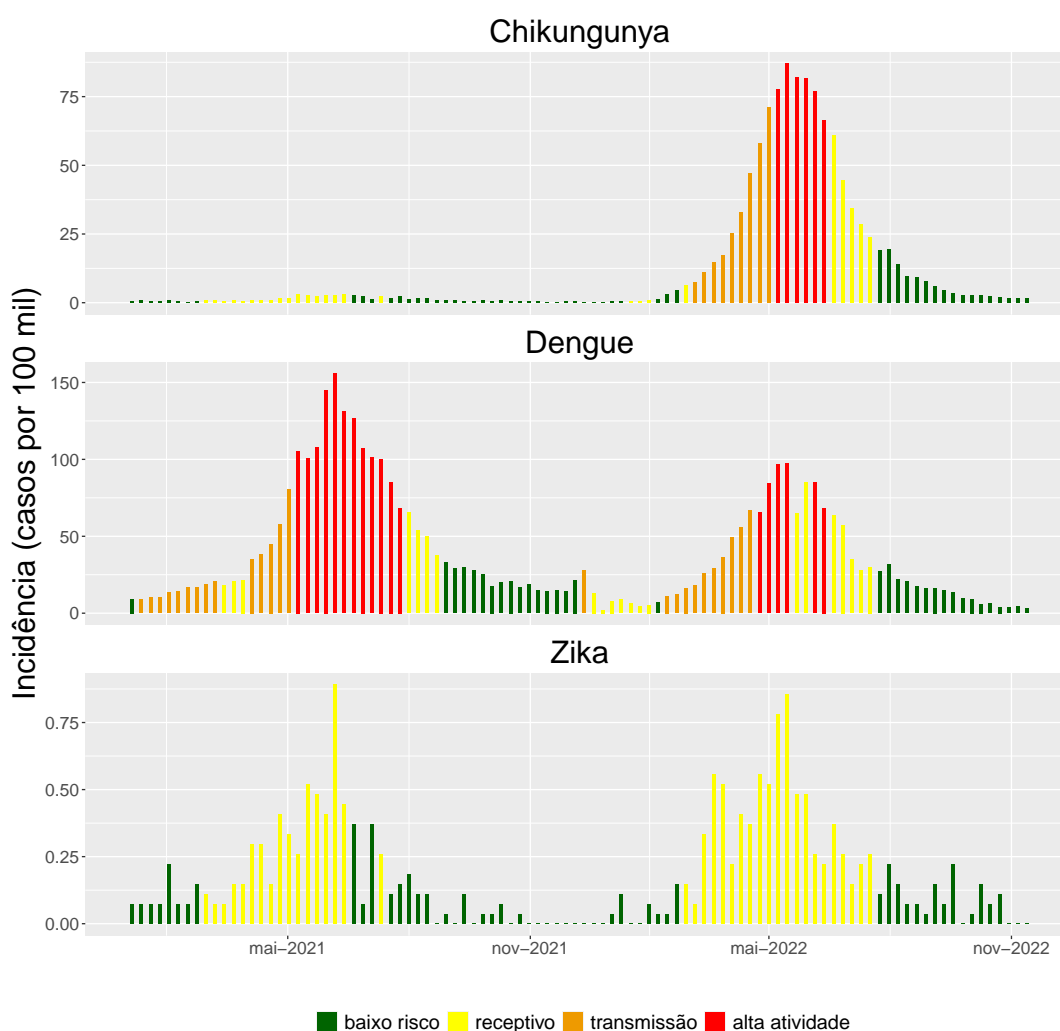 Chikungunya
75
50
25
0
Dengue
150
100
50
0
Zika
0.75
0.50
0.25
0.00
mai–2021 nov–2021 mai–2022 nov–2022
Incidência (casos por 100 mil)
baixo risco receptivo transmissão alta atividade